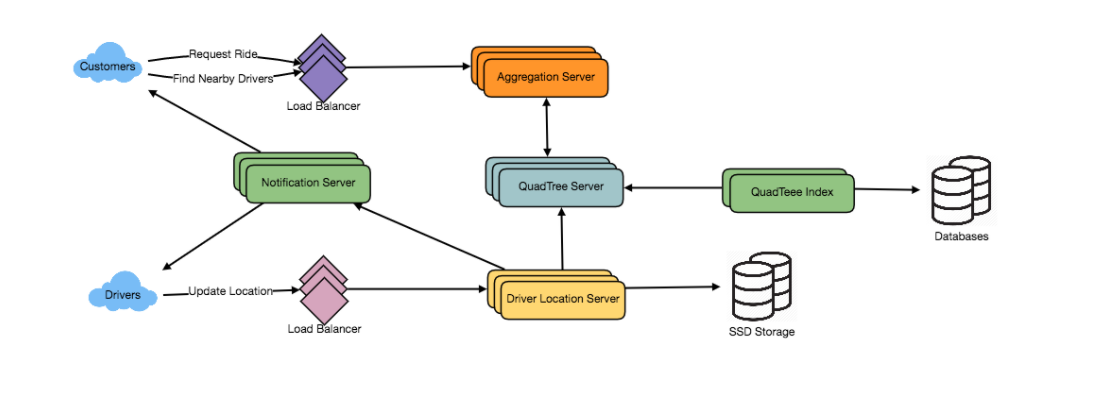 Request Ride
Customers
Find Nearby Drivers
Aggregation Server
Load Balancer
Notification Server
QuadTree Server
QuadTeee Index
Databases
Drivers
Update Location
Driver Location Server
Load Balancer
SSD Storage